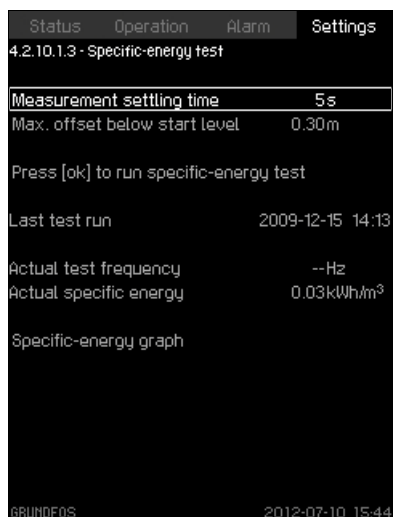 Status Operation Alarm Settings
4.2.10.1.3 - Specific-energy test
Measurement settling time 5s
Max. offset below start level 0.30m
Press [ok] to run specific-energy test
Last test run 2009-12-15 14:13
Actual test frequency --Hz
Actual specific energy 0.03kWh/m³
Specific-energy graph
GRUNDFOS 2012-07-10 15:44